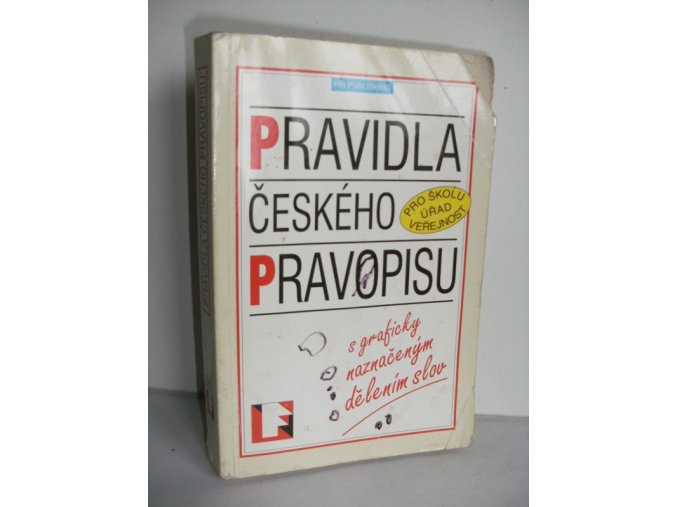 FIN PUBLISHING
PRAVIDLA
ČESKÉHO
PRO ŠKOLU
ÚŘAD
VEŘEJNOST
PRAVOPISU
s graficky
naznačeným
dělením slov
F
PRAVIDLA ČESKÉHO PRAVOPISU